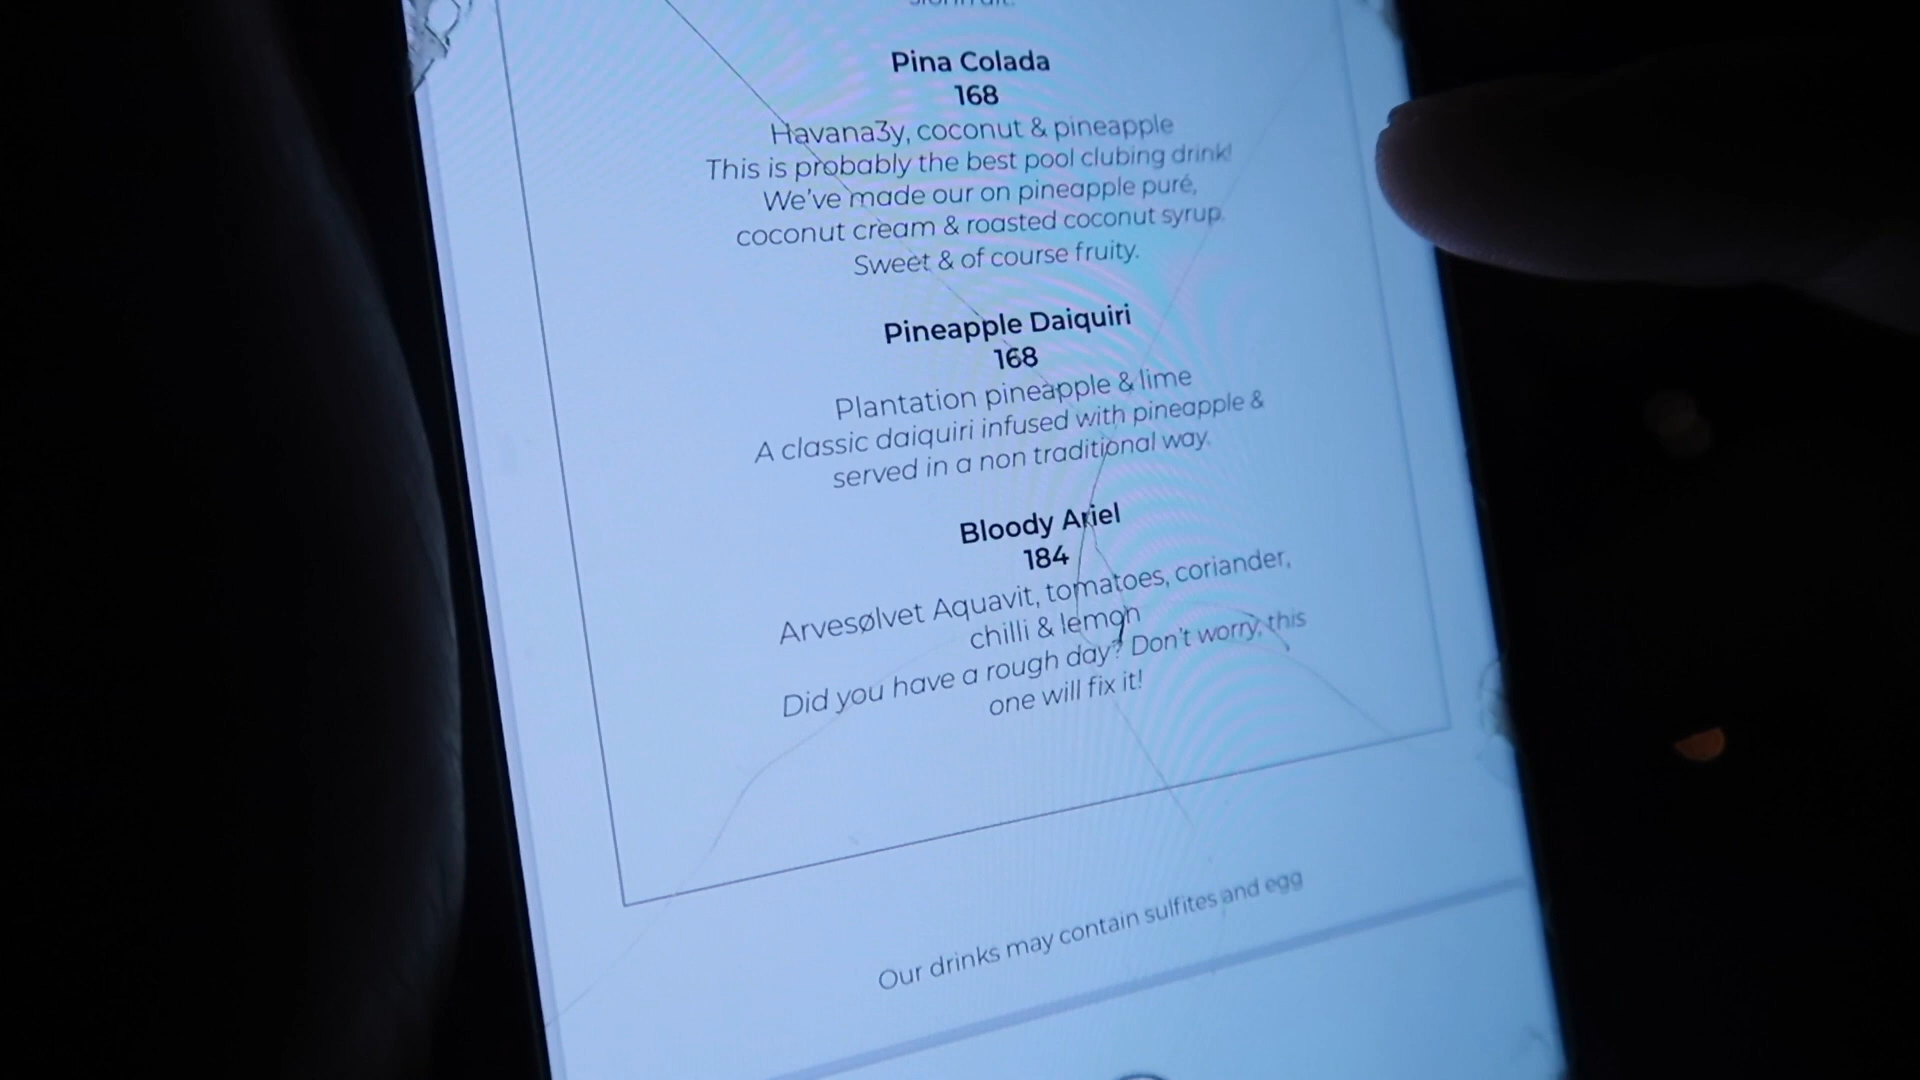 Pina Colada
168
Havana3y, coconut & pineapple
This is probably the best pool clubing drink!
We've made our on pineapple puré,
coconut cream & roasted coconut syrup.
Sweet & of course fruity.
Pineapple Daiquiri
168
Plantation pineapple & lime
A classic daiquiri infused with pineapple &
served in a non traditional way.
Bloody Ariel
184
Arvesølvet Aquavit, tomatoes, coriander,
chilli & lemon
Did you have a rough day? Don't worry, this
one will fix it!
Our drinks may contain sulfites and egg